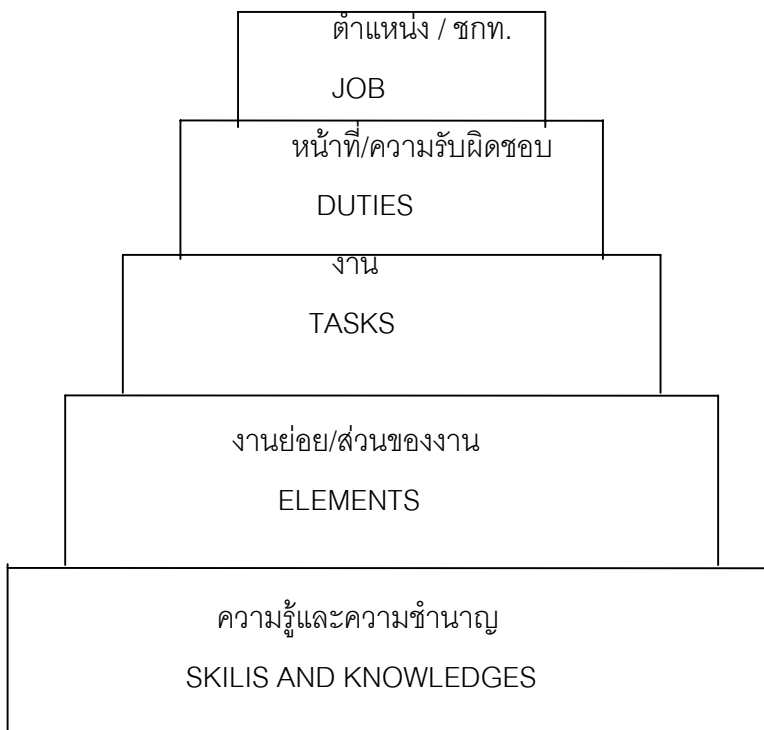 ตำแหน่ง / ชกท.
JOB
หน้าที่/ความรับผิดชอบ
DUTIES
งาน
TASKS
งานย่อย/ส่วนของงาน
ELEMENTS
ความรู้และความชำนาญ
SKILIS AND KNOWLEDGES